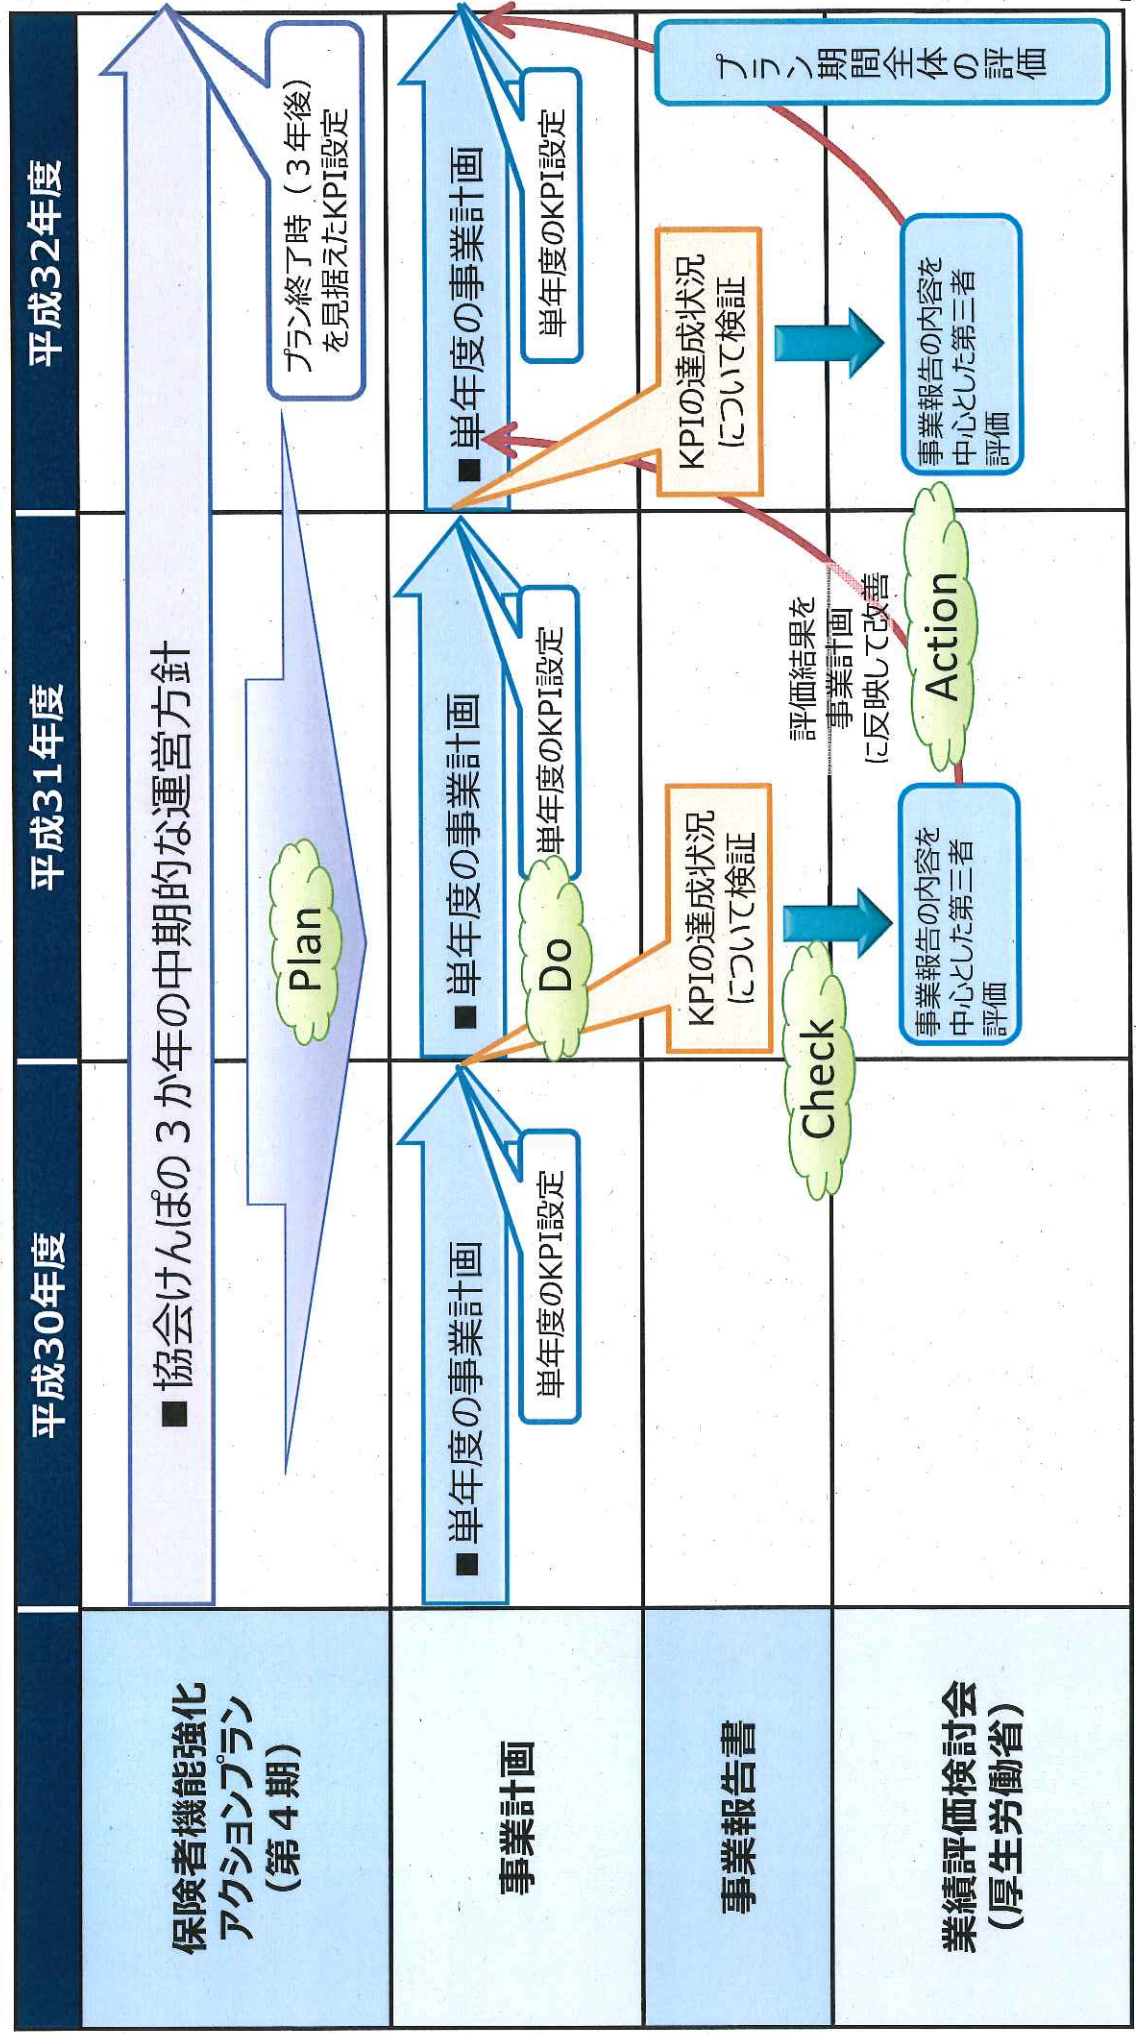 平成30年度
平成31年度
平成32年度
保険者機能強化
アクションプラン
(第4期)
■協会けんぽの3か年の中期的な運営方針
Plan
プラン終了時(3年後)
を見据えたKPI設定
事業計画
■単年度の事業計画
単年度のKPI設定
■単年度の事業計画
単年度のKPI設定
Do
■単年度の事業計画
単年度のKPI設定
事業報告書
KPIの達成状況
について検証
KPIの達成状況
について検証
プラン期間全体の評価
Check
評価結果を
事業計画
に反映して改善
業績評価検討会
(厚生労働省)
事業報告の内容を
中心とした第三者
評価
Action
事業報告の内容を
中心とした第三者
評価